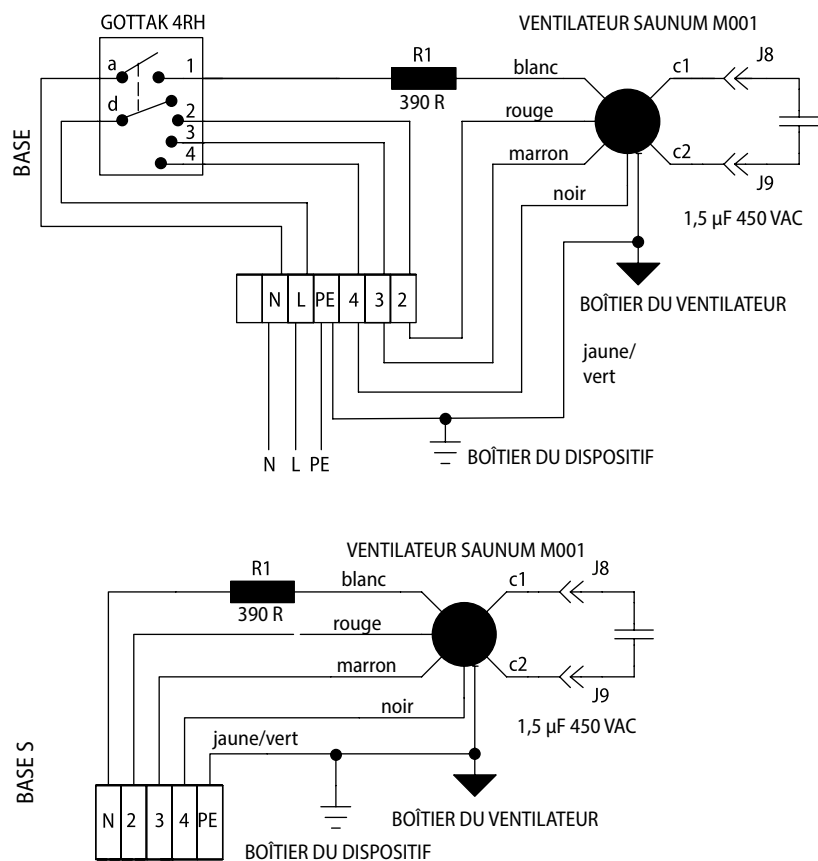 GOTTAK 4RH
VENTILATEUR SAUNUM M001
a
1
R1
390 R
blanc
c1
J8
d
2
rouge
3
marron
c2
4
J9
noir
1,5 µF 450 VAC
BASE
N L PE 4 3 2
BOÎTIER DU VENTILATEUR
jaune/
vert
N L PE
BOÎTIER DU DISPOSITIF
VENTILATEUR SAUNUM M001
R1
390 R
blanc
c1
J8
rouge
marron
c2
J9
noir
1,5 µF 450 VAC
jaune/vert
BASE S
N 2 3 4 PE
BOÎTIER DU VENTILATEUR
BOÎTIER DU DISPOSITIF